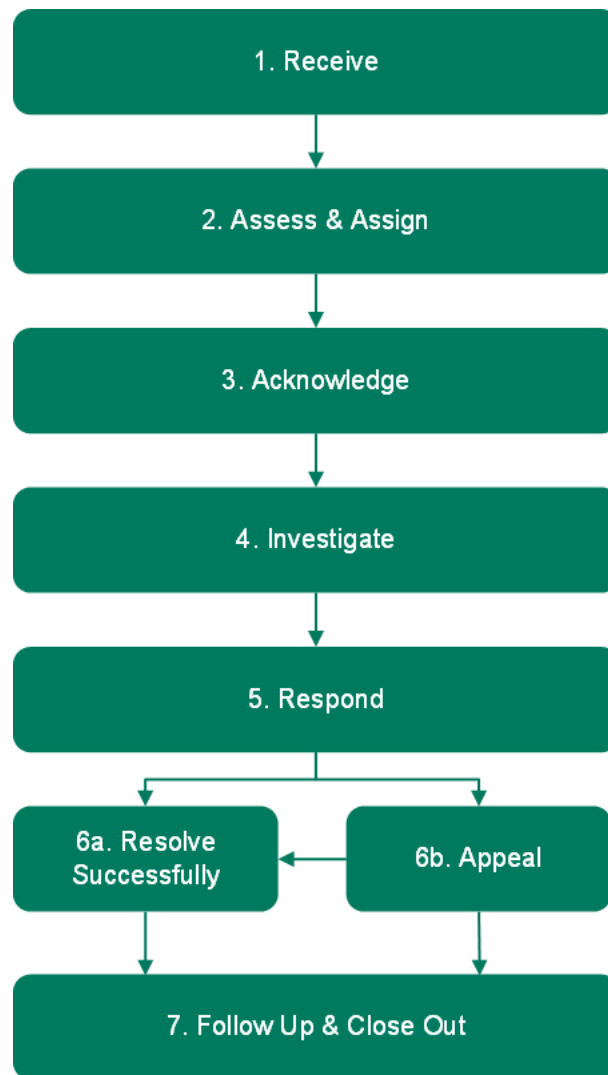 1. Receive
2. Assess & Assign
3. Acknowledge
4. Investigate
5. Respond
6a. Resolve
Successfully
6b. Appeal
7. Follow Up & Close Out